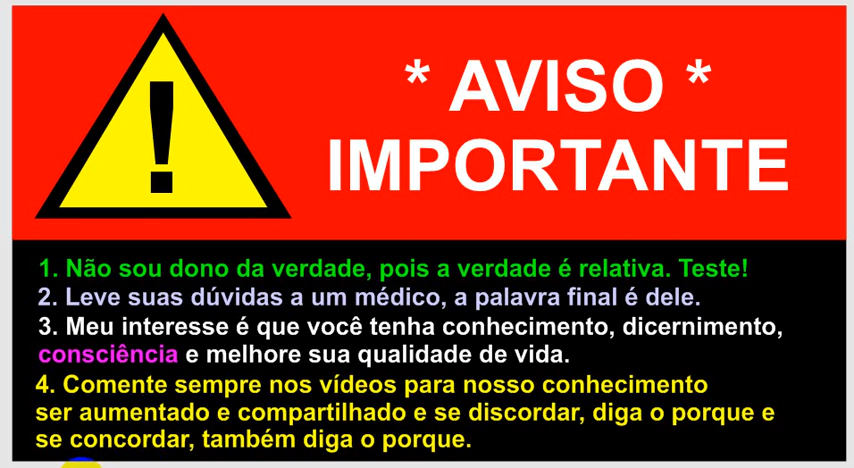 * AVISO *
IMPORTANTE
1. Não sou dono da verdade, pois a verdade é relativa. Teste!
2. Leve suas dúvidas a um médico, a palavra final é dele.
3. Meu interesse é que você tenha conhecimento, dicernimento,
consciência e melhore sua qualidade de vida.
4. Comente sempre nos vídeos para nosso conhecimento
ser aumentado e compartilhado e se discordar, diga o porque e
se concordar, também diga o porque.